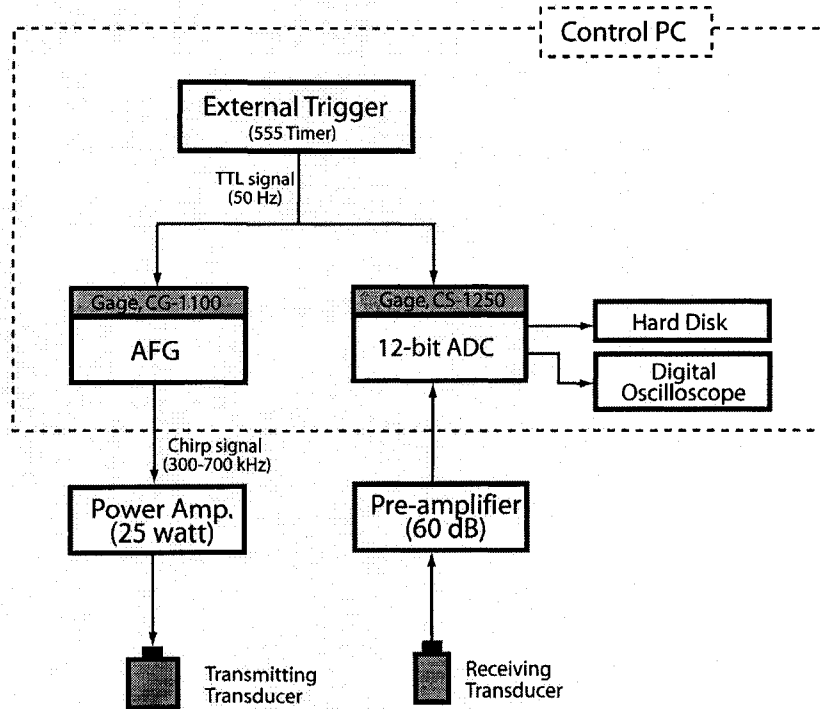 Control PC
External Trigger
(555 Timer)
TTL signal
(50 Hz)
Gage, CG-1100
AFG
Gage, CS-1250
12-bit ADC
Hard Disk
Digital
Oscilloscope
Chirp signal
(300-700 kHz)
Power Amp.
(25 watt)
Pre-amplifier
(60 dB)
Transmitting
Transducer
Receiving
Transducer